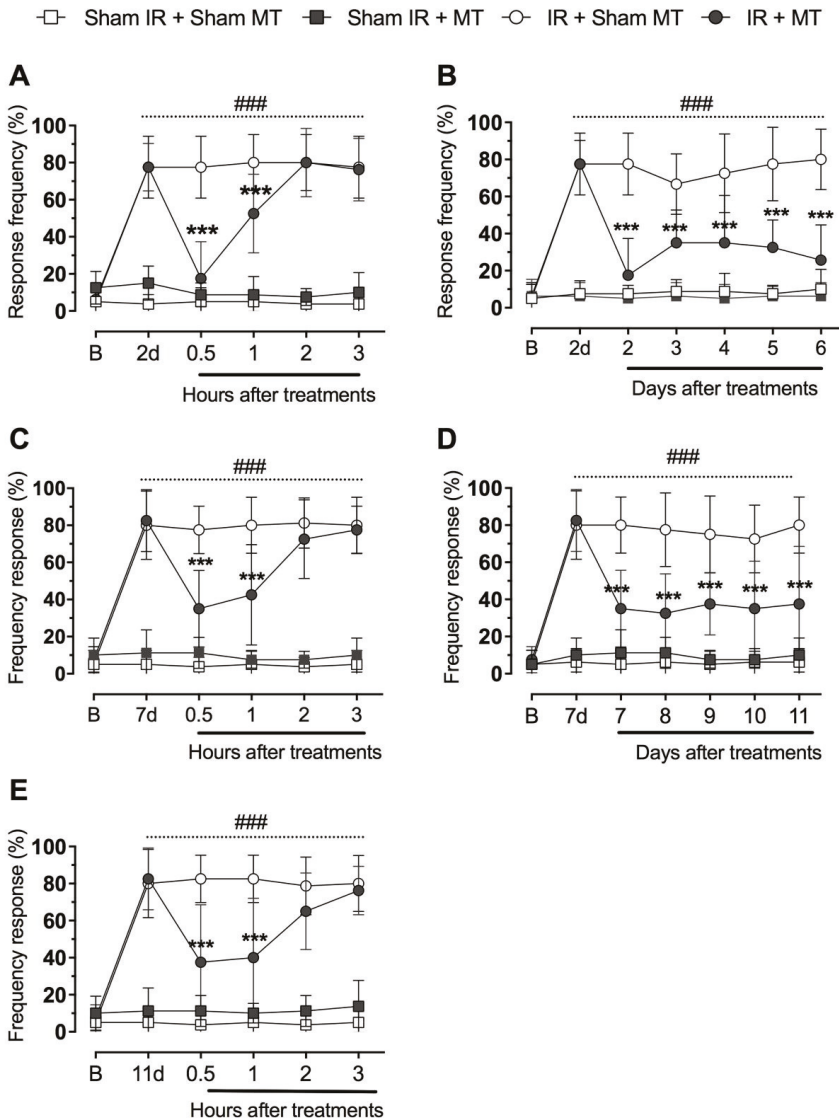 Sham IR + Sham MT Sham IR + MT IR + Sham MT IR + MT
A
###
Response frequency (%)
100
80
60
40
20
0
***
***
B 2d 0.5 1 2 3
Hours after treatments
B
###
Response frequency (%)
100
80
60
40
20
0
*** *** *** *** ***
B 2d 2 3 4 5 6
Days after treatments
C
###
Frequency response (%)
100
80
60
40
20
0
*** ***
B 7d 0.5 1 2 3
Hours after treatments
D
###
Frequency response (%)
100
80
60
40
20
0
*** *** *** *** ***
B 7d 7 8 9 10 11
Days after treatments
E
###
Frequency response (%)
100
80
60
40
20
0
*** ***
B 11d 0.5 1 2 3
Hours after treatments